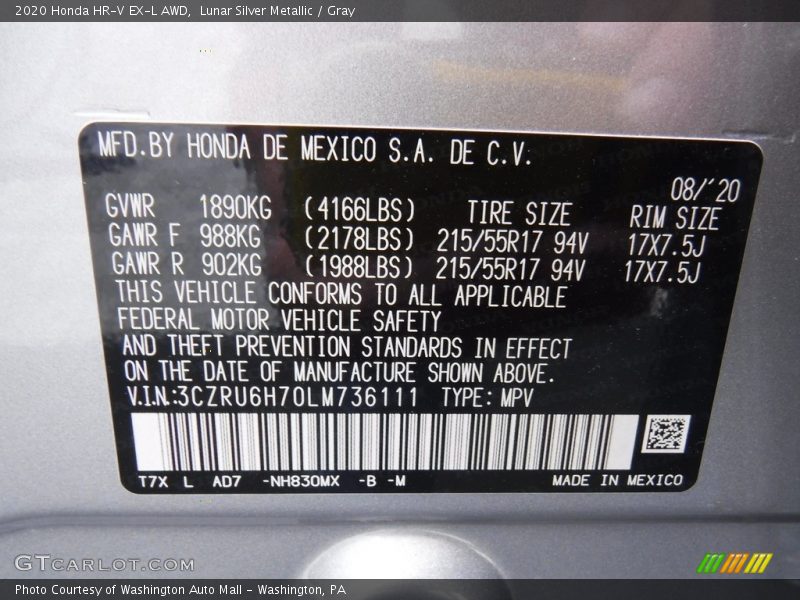 2020 Honda HR-V EX-L AWD, Lunar Silver Metallic / Gray
MFD.BY HONDA DE MEXICO S.A. DE C.V.
08/'20
GVWR 1890KG (4166LBS) TIRE SIZE RIM SIZE
GAWR F 988KG (2178LBS) 215/55R17 94V 17X7.5J
GAWR R 902KG (1988LBS) 215/55R17 94V 17X7.5J
THIS VEHICLE CONFORMS TO ALL APPLICABLE
FEDERAL MOTOR VEHICLE SAFETY
AND THEFT PREVENTION STANDARDS IN EFFECT
ON THE DATE OF MANUFACTURE SHOWN ABOVE.
V.I.N.:3CZRU6H70LM736111 TYPE: MPV
T7X L AD7 -NH830MX -B -M MADE IN MEXICO
GTCARLOT.COM
Photo Courtesy of Washington Auto Mall - Washington, PA